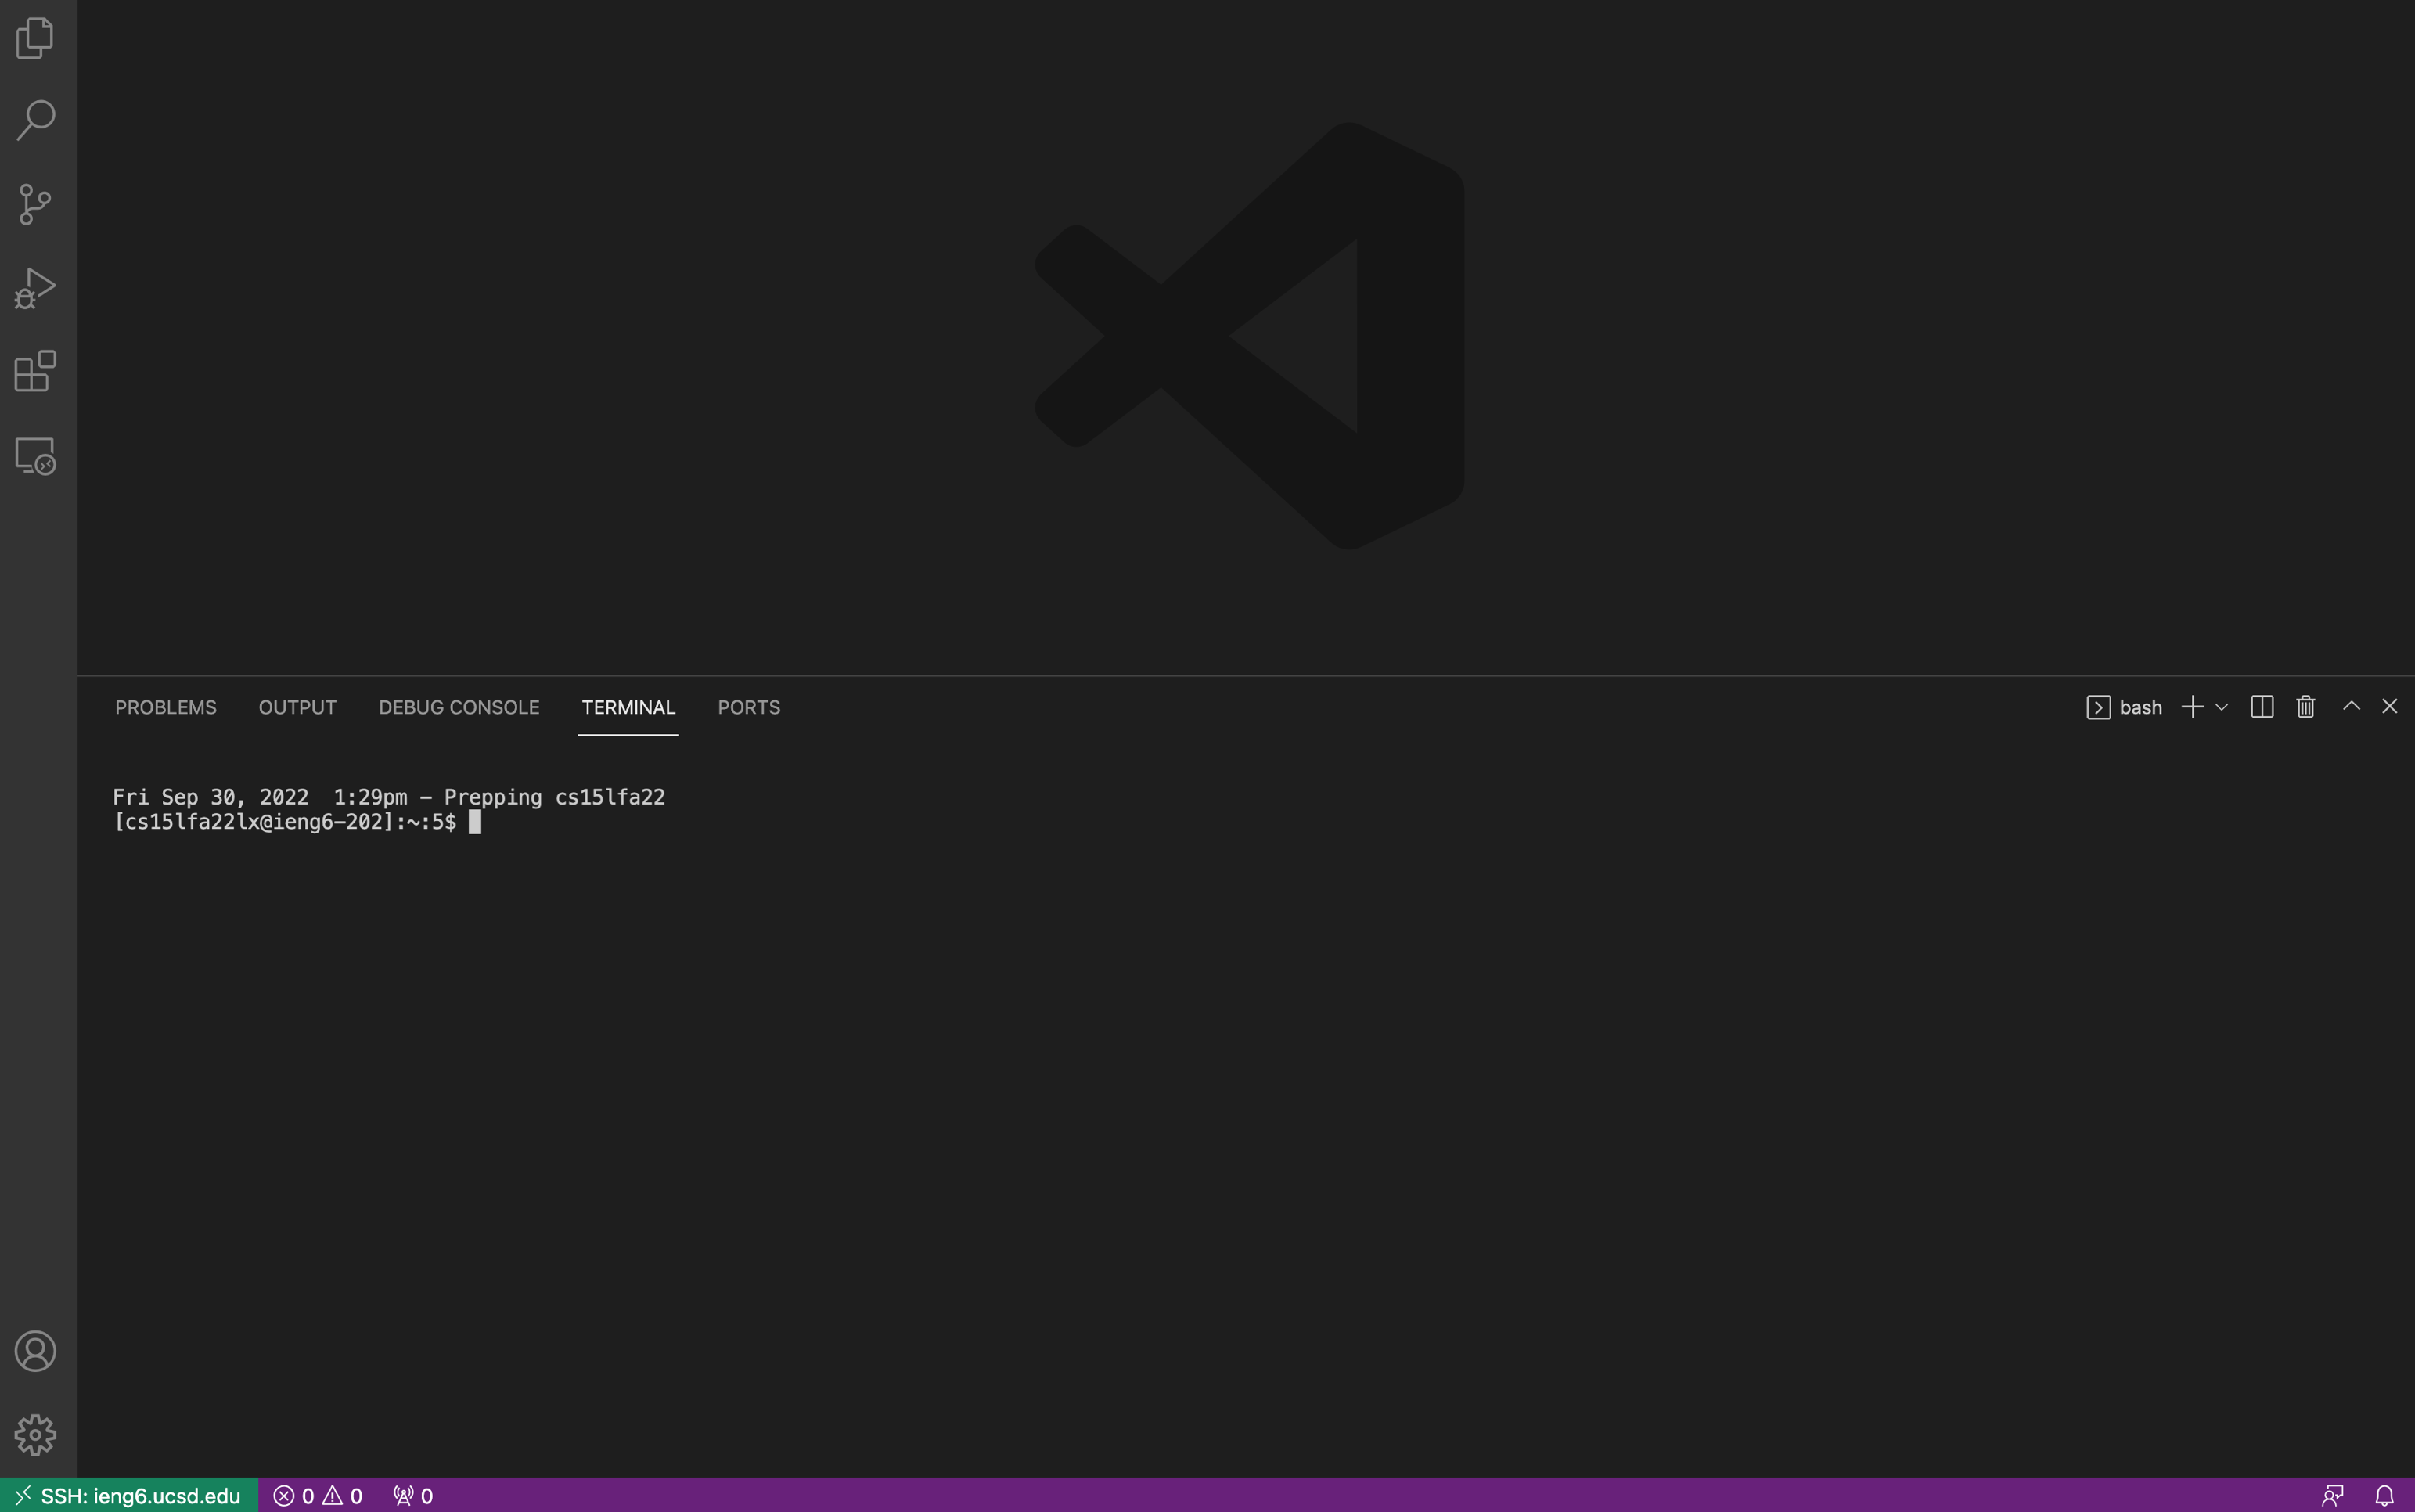 PROBLEMS OUTPUT DEBUG CONSOLE TERMINAL PORTS bash
Fri Sep 30, 2022  1:29pm - Prepping cs15lfa22
[cs15lfa22lx@ieng6-202]:~:5$
SSH: ieng6.ucsd.edu 0 0 0